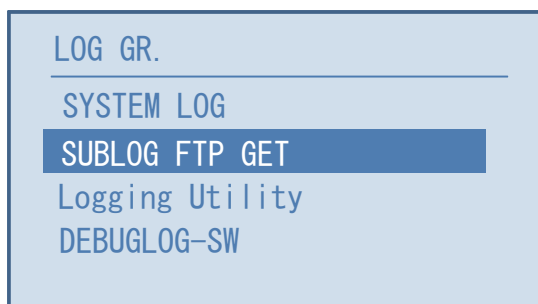 LOG GR.
SYSTEM LOG
SUBLOG FTP GET
Logging Utility
DEBUGLOG-SW